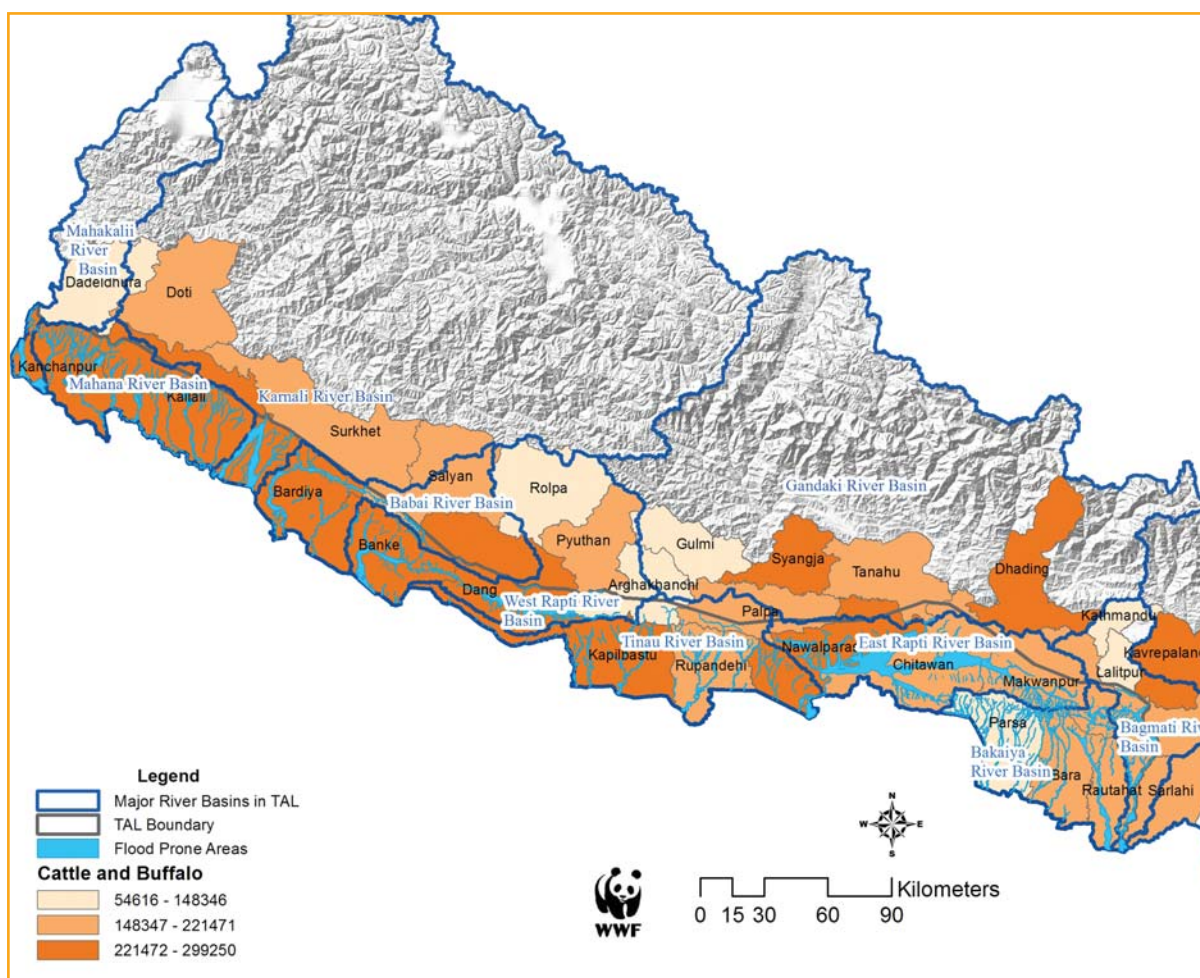 Mahakalii
River
Basin
Dadeldhura
Doti
Kanchanpur
Mahana River Basin
Kailali
Karnali River Basin
Surkhet
Salyan
Babai River Basin
Rolpa
Bardiya
Banke
Pyuthan
Gulmi
Arghakhanchi
Dang
West Rapti River
Basin
Gandaki River Basin
Syangja
Tanahu
Dhading
Palpa
Kathmandu
Lalitpur
Kavrepalanc
Tinau River Basin
Kapilbastu
Rupandehi
Nawalparas
East Rapti River Basin
Chitawan
Makwanpur
Parsa
Bakaiya
River Basin
Bara
Rautahat
Sarlahi
Bagmati Riv
Basin
Legend
Major River Basins in TAL
TAL Boundary
Flood Prone Areas
Cattle and Buffalo
54616 - 148346
148347 - 221471
221472 - 299250
WWF
N
W E
S
Kilometers
0 15 30 60 90